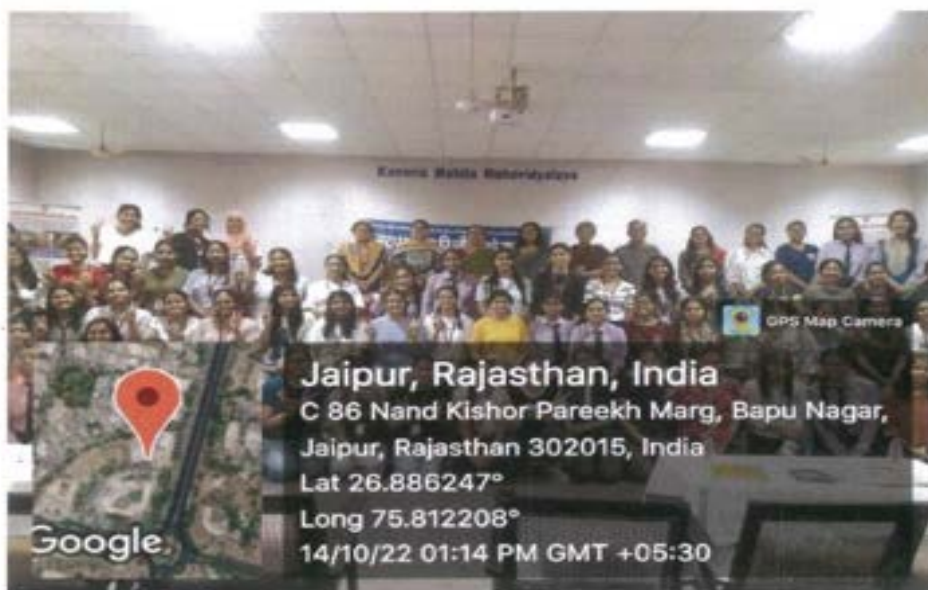 Kanoria Mahila Mahavidyalaya
GPS Map Camera
Jaipur, Rajasthan, India
C 86 Nand Kishor Pareekh Marg, Bapu Nagar,
Jaipur, Rajasthan 302015, India
Lat 26.886247°
Long 75.812208°
14/10/22 01:14 PM GMT +05:30
Google